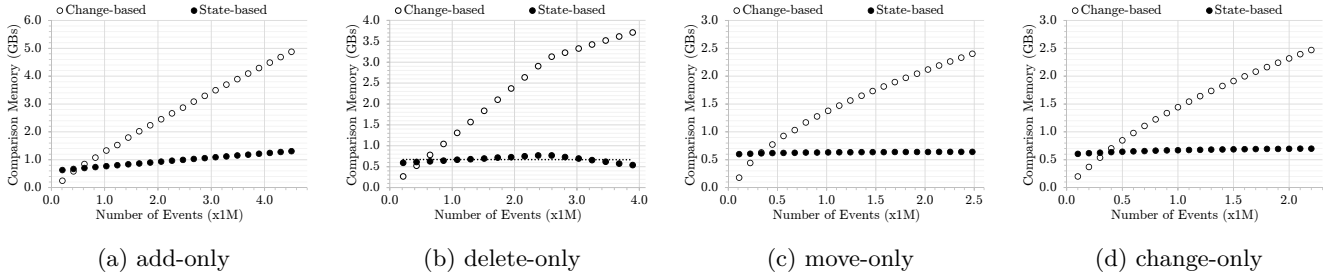 Change-based State-based
Comparison Memory (GBs)
6.0
5.0
4.0
3.0
2.0
1.0
0.0
0.0 1.0 2.0 3.0 4.0
Number of Events (x1M)
(a) add-only
Change-based State-based
Comparison Memory (GBs)
4.0
3.5
3.0
2.5
2.0
1.5
1.0
0.5
0.0
0.0 1.0 2.0 3.0 4.0
Number of Events (x1M)
(b) delete-only
Change-based State-based
Comparison Memory (GBs)
3.0
2.5
2.0
1.5
1.0
0.5
0.0
0.0 0.5 1.0 1.5 2.0 2.5
Number of Events (x1M)
(c) move-only
Change-based State-based
Comparison Memory (GBs)
3.0
2.5
2.0
1.5
1.0
0.5
0.0
0.0 0.5 1.0 1.5 2.0
Number of Events (x1M)
(d) change-only